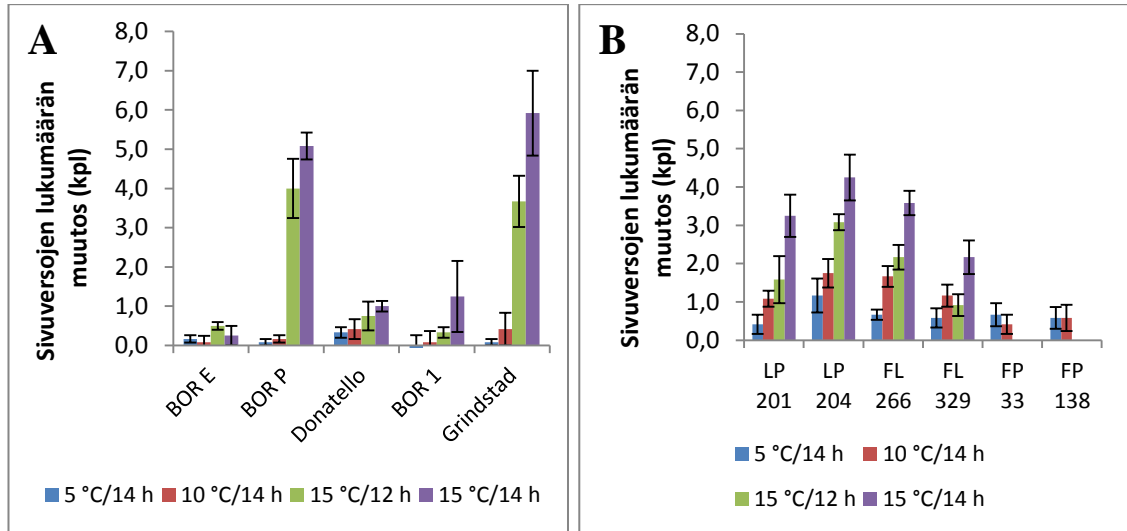 A
Sivuversojen lukumäärän
muutos (kpl)
8,0
7,0
6,0
5,0
4,0
3,0
2,0
1,0
0,0
BOR E
BOR P
Donatello
BOR 1
Grindstad
5 °C/14 h 10 °C/14 h 15 °C/12 h 15 °C/14 h
B
Sivuversojen lukumäärän
muutos (kpl)
8,0
7,0
6,0
5,0
4,0
3,0
2,0
1,0
0,0
LP LP FL FL FP FP
201 204 266 329 33 138
5 °C/14 h 10 °C/14 h
15 °C/12 h 15 °C/14 h